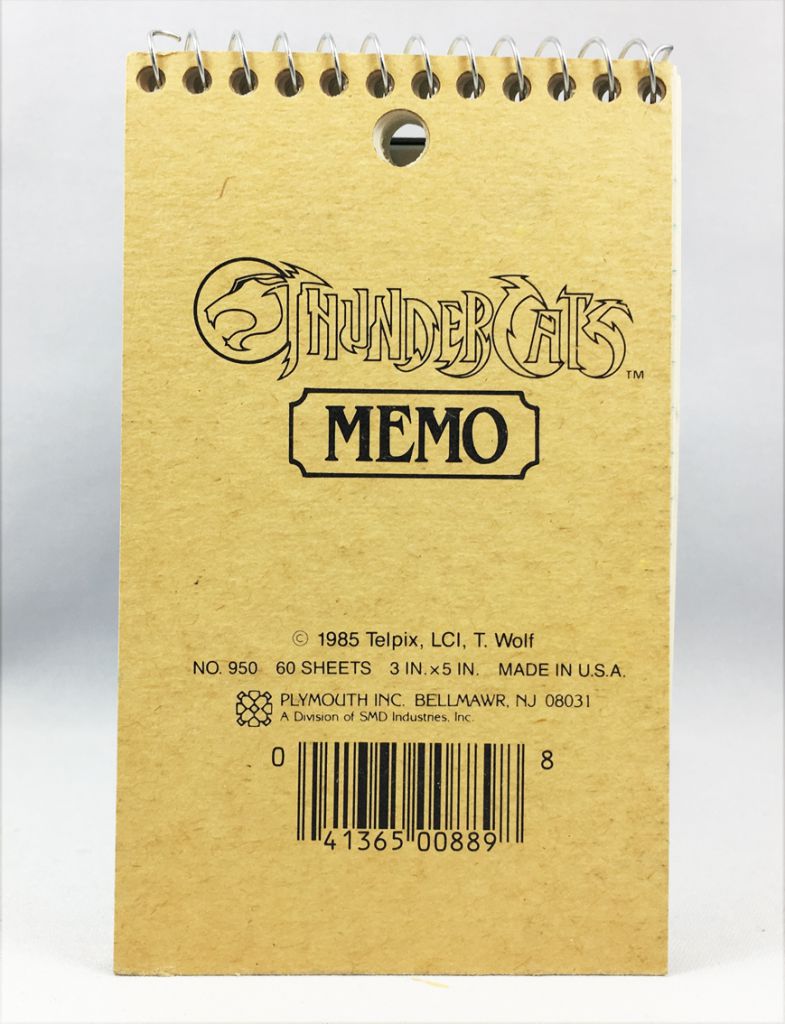 THUNDERCATS™
MEMO
© 1985 Telpix, LCI, T. Wolf
NO. 950 60 SHEETS 3 IN. x 5 IN. MADE IN U.S.A.
PLYMOUTH INC. BELLMAWR, NJ 08031
A Division of SMD Industries, Inc.
0 41365 00889 8